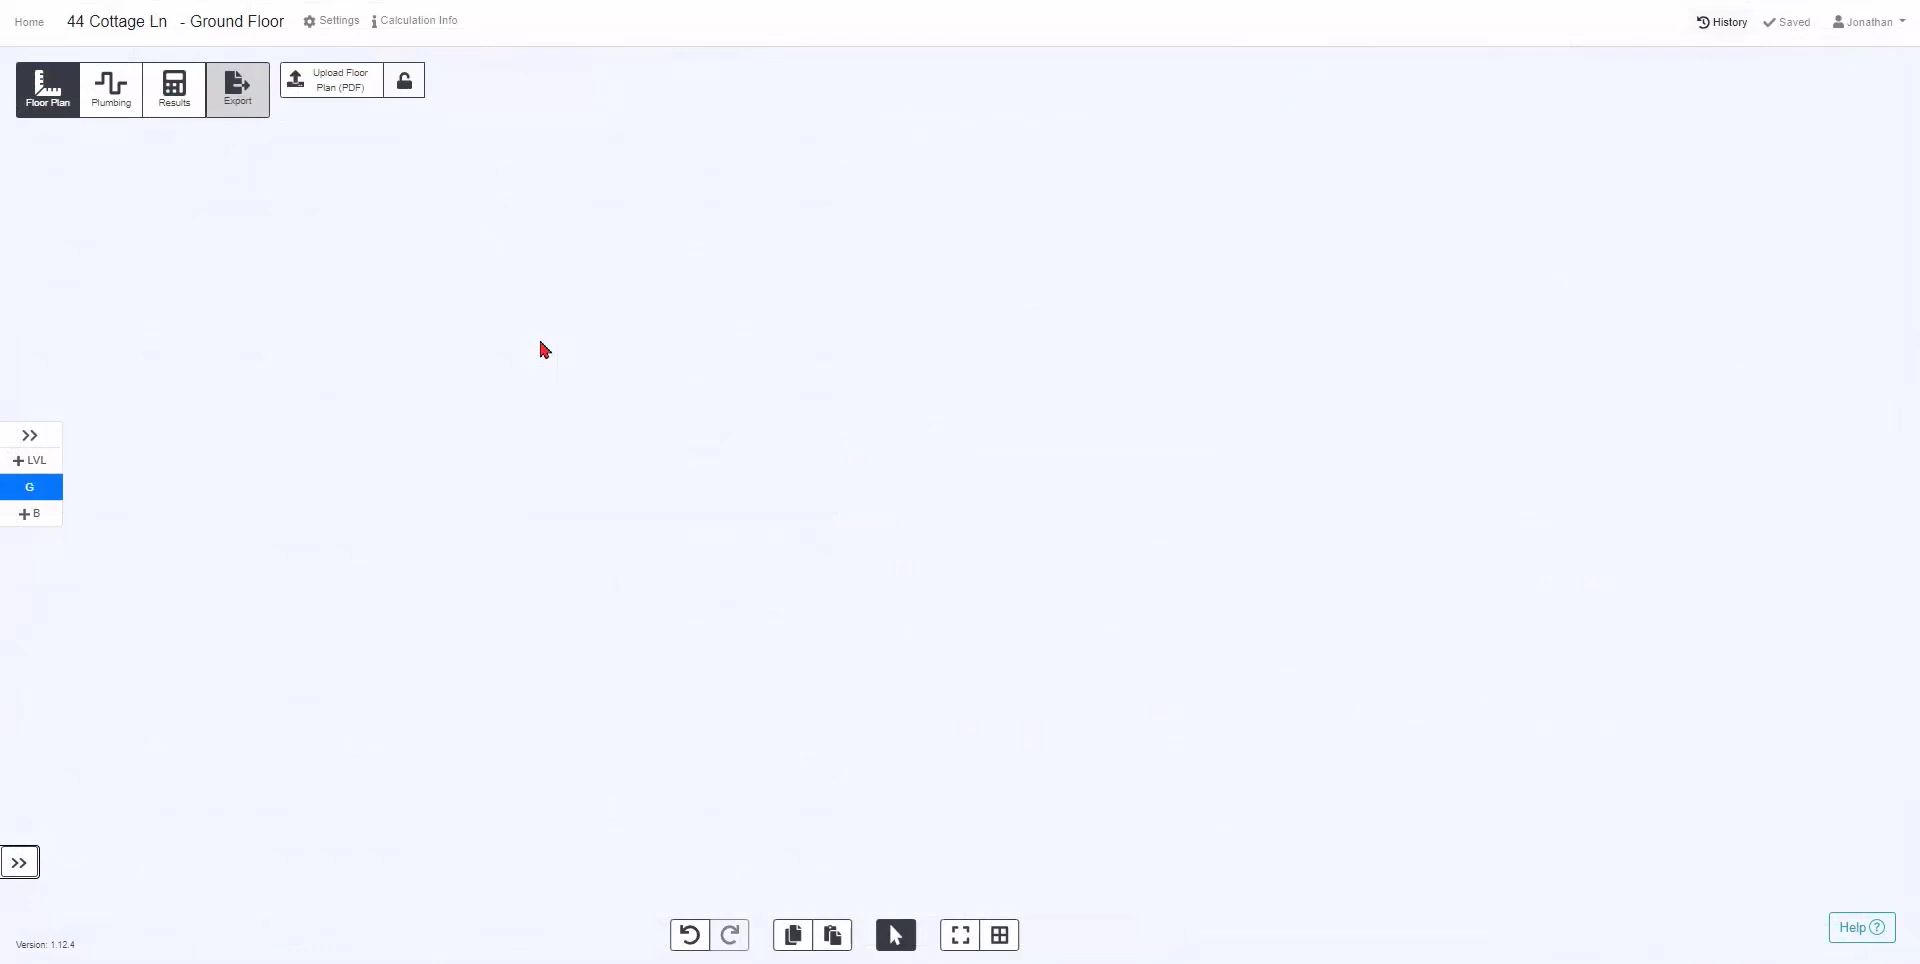 Home 44 Cottage Ln - Ground Floor Settings Calculation Info History Saved Jonathan
Floor Plan Plumbing Results Export
Upload Floor
Plan (PDF)
>>
+ LVL
G
+ B
>>
Help ?
Version: 1.12.4